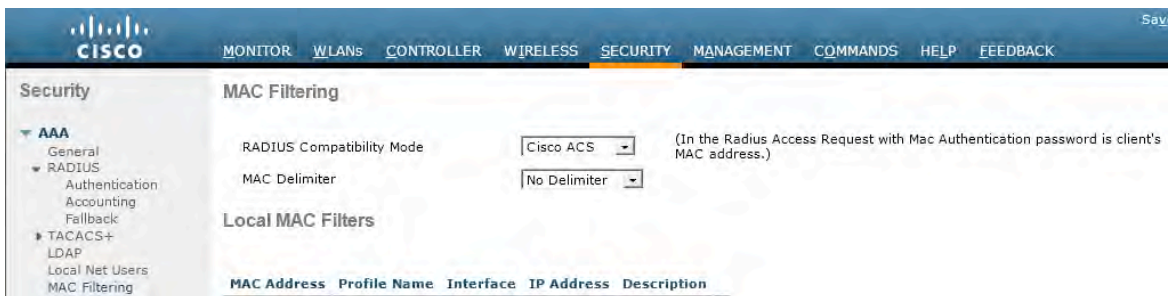 Sav
CISCO
MONITOR WLANs CONTROLLER WIRELESS SECURITY MANAGEMENT COMMANDS HELP FEEDBACK
Security
AAA
General
RADIUS
Authentication
Accounting
Fallback
TACACS+
LDAP
Local Net Users
MAC Filtering
MAC Filtering
RADIUS Compatibility Mode Cisco ACS (In the Radius Access Request with Mac Authentication password is client's
MAC address.)
MAC Delimiter No Delimiter
Local MAC Filters
MAC Address Profile Name Interface IP Address Description